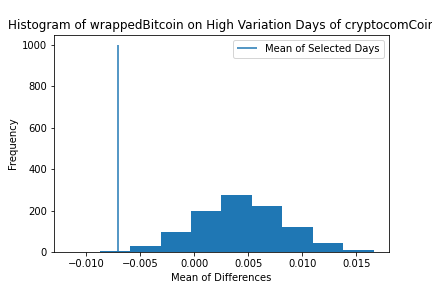 Histogram of wrappedBitcoin on High Variation Days of cryptocomCoin
Mean of Selected Days
1000
800
600
400
200
0
Frequency
−0.010 −0.005 0.000 0.005 0.010 0.015
Mean of Differences